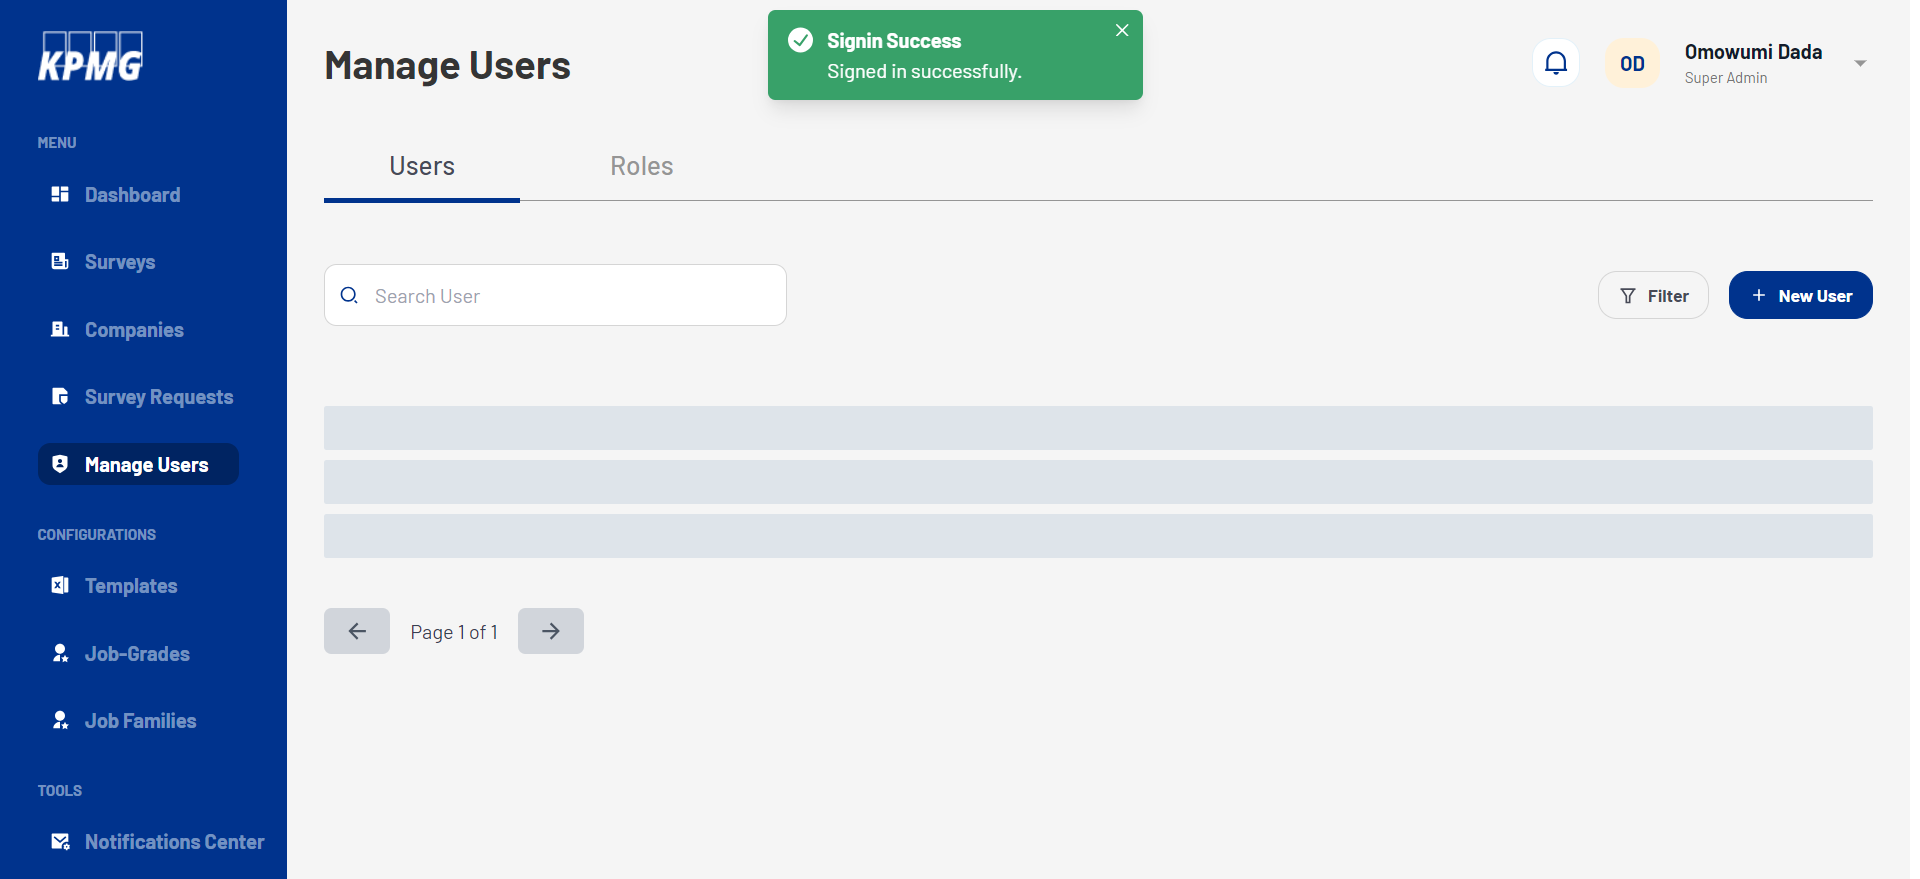 KPMG
MENU
Dashboard
Surveys
Companies
Survey Requests
Manage Users
CONFIGURATIONS
Templates
Job-Grades
Job Families
TOOLS
Notifications Center
Manage Users
Signin Success
Signed in successfully.
OD
Omowumi Dada
Super Admin
Users
Roles
Search User
Filter
+ New User
Page 1 of 1